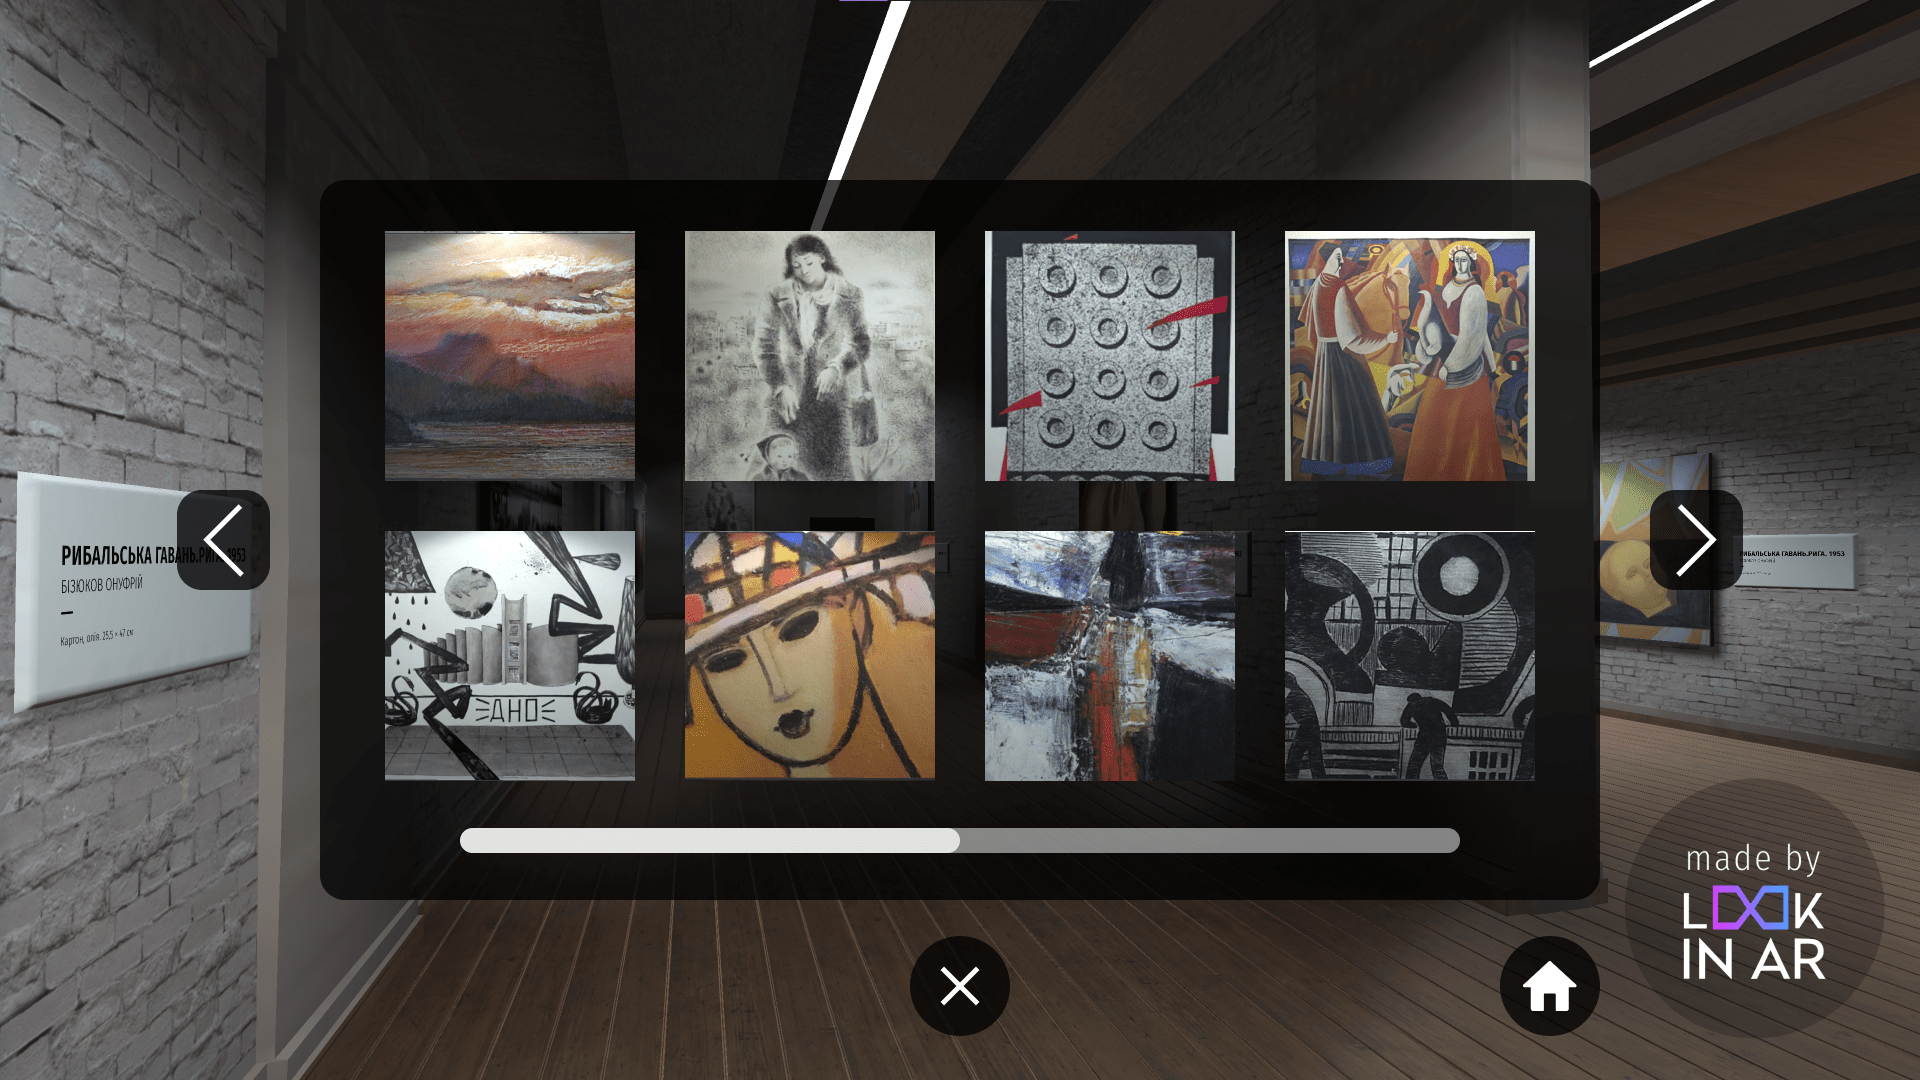 РИБАЛЬСЬКА ГАВАНЬ.РИГА. 1953
БІЗЮКОВ ОНУФРІЙ
Картон, олія. 25,5 × 47 см
АНО
РИБАЛЬСЬКА ГАВАНЬ.РИГА. 1953
made by
LOOK
IN AR